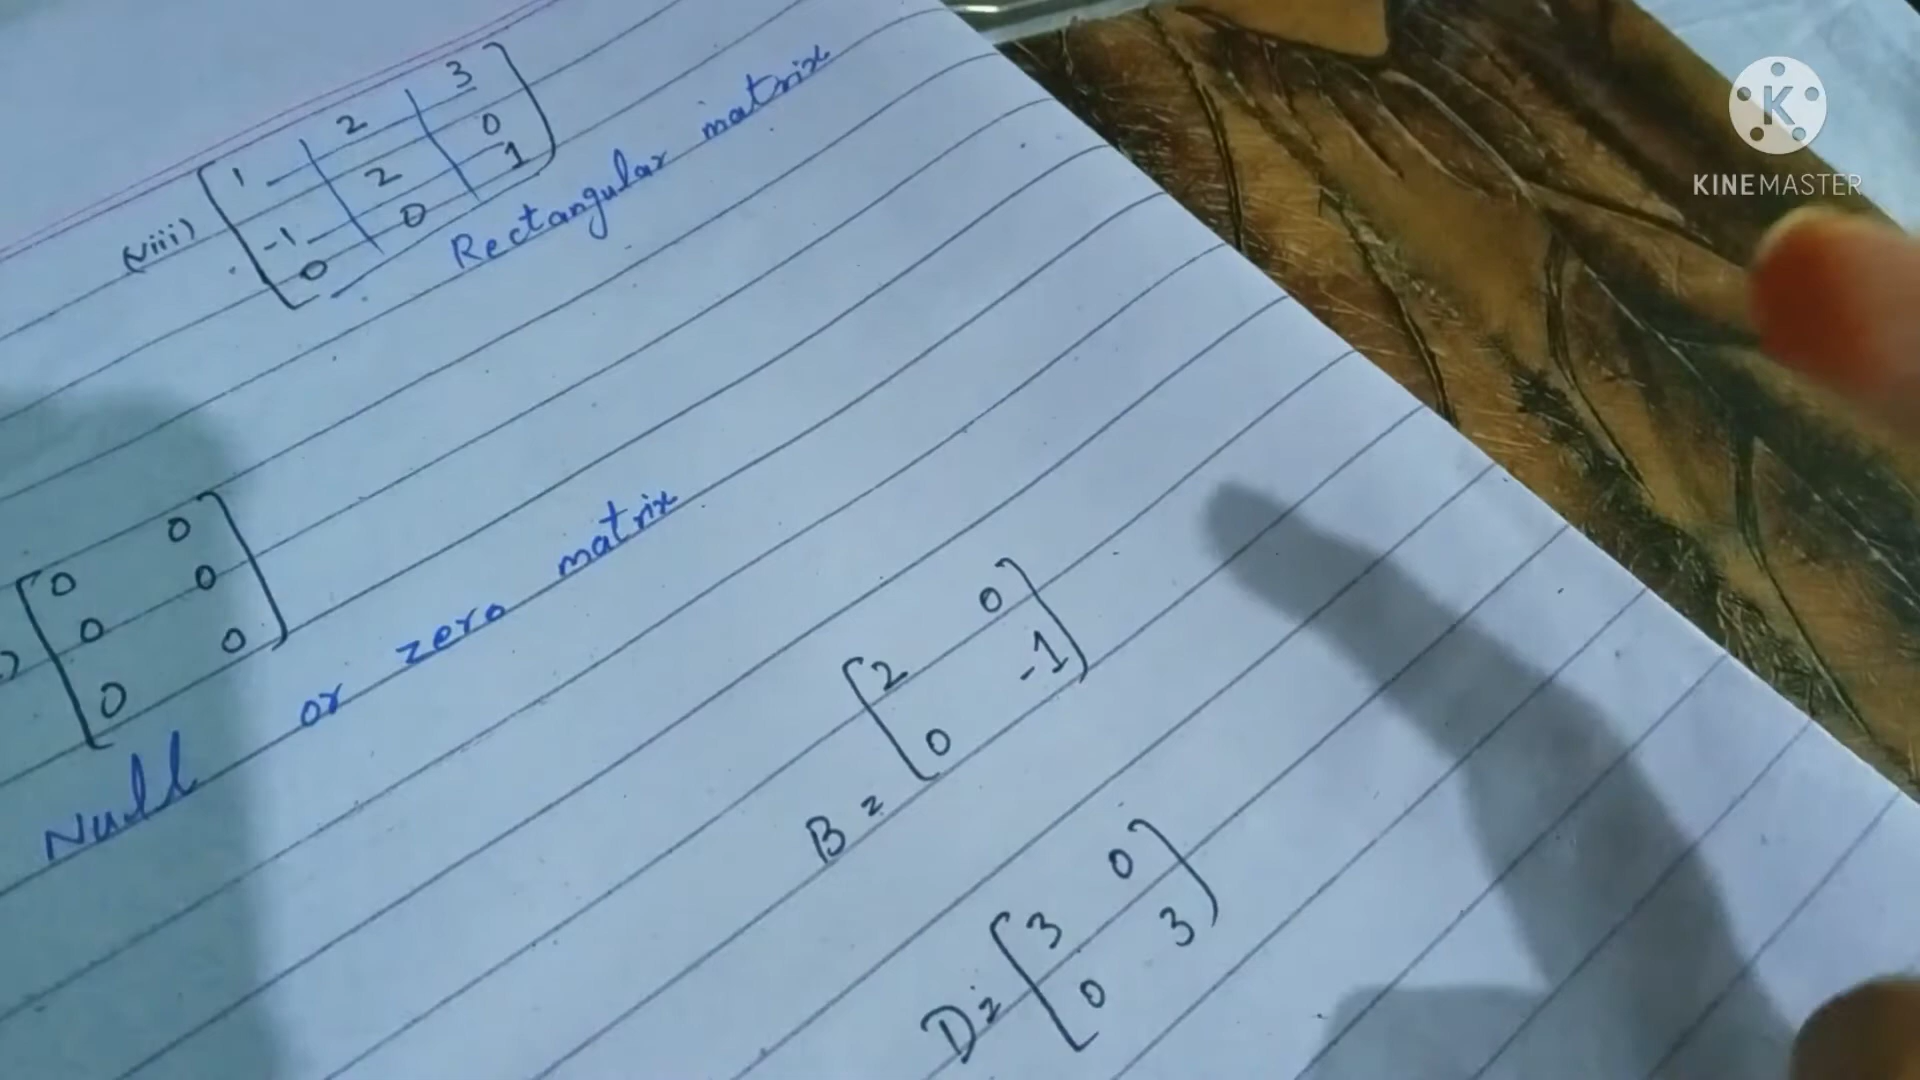 KINEMASTER
(viii) [1 2 3
-1 2 0
0 0 1]
Rectangular matrix
) [0 0
0 0
0 0]
Null or zero matrix
B = [2 0
0 -1]
D = [3 0
0 3]